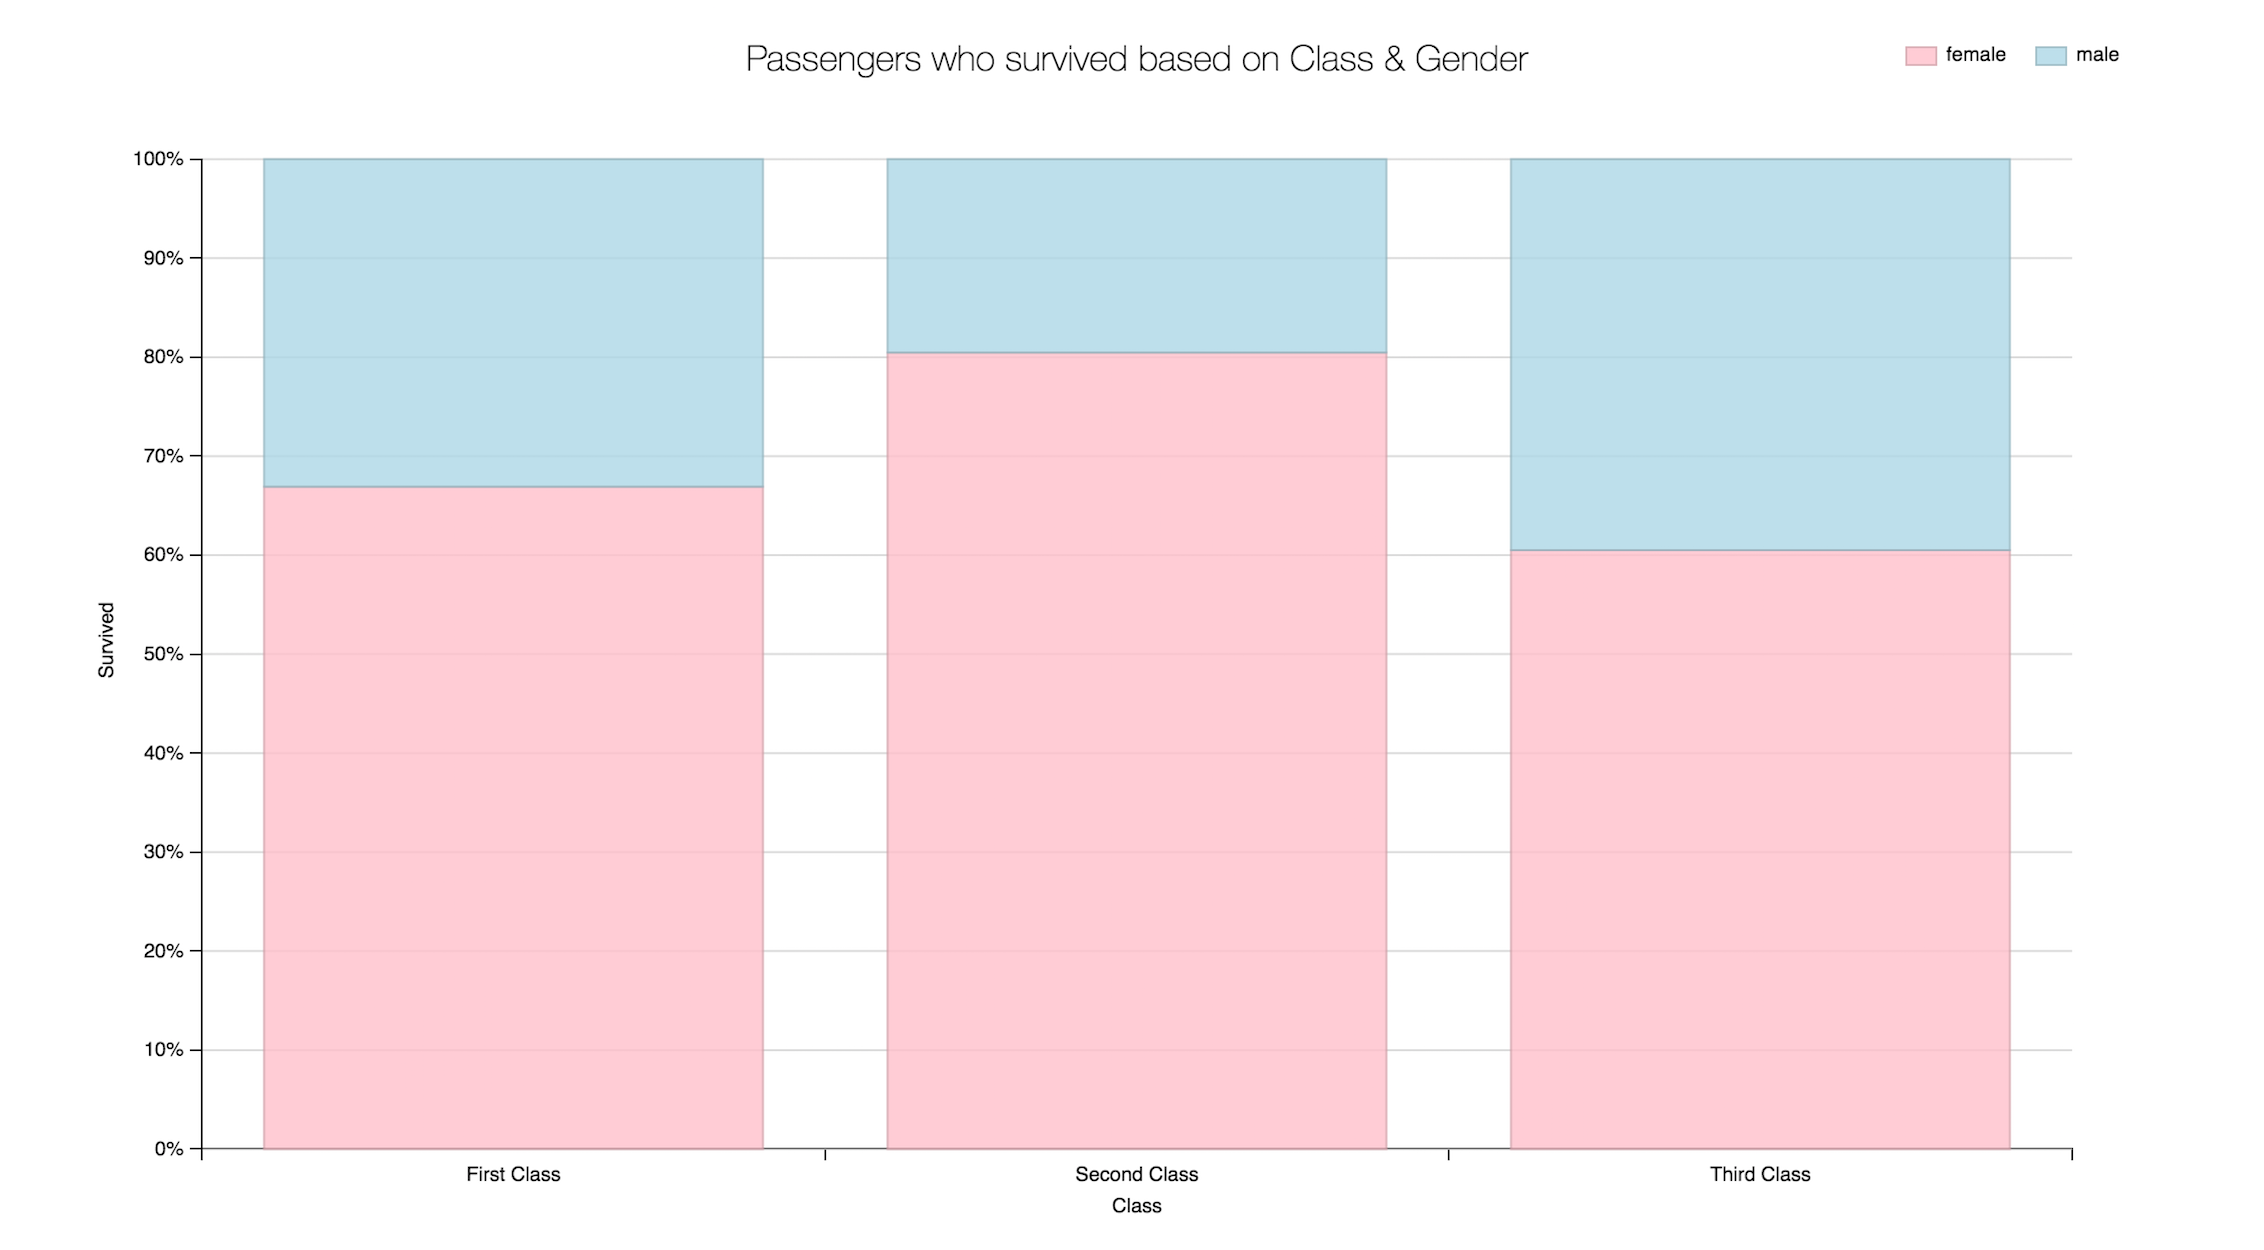 Passengers who survived based on Class & Gender
female
male
100%
90%
80%
70%
60%
50%
40%
30%
20%
10%
0%
Survived
First Class
Second Class
Third Class
Class